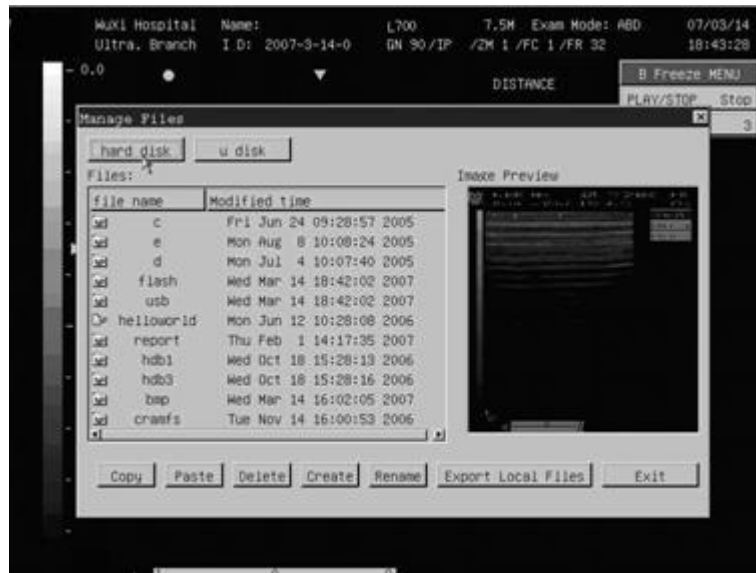 WuXi Hospital Name: L700 7.5M Exam Mode: ABD 07/03/14
Ultra. Branch I D: 2007-3-14-0 GN 90/IP /ZM 1 /FC 1 /FR 32 18:43:28
0.0
DISTANCE
B Freeze MENU
PLAY/STOP Stop
3
Manage Files
hard disk u disk
Files: Image Preview
file name Modified time
c Fri Jun 24 09:28:57 2005
e Mon Aug 8 10:08:24 2005
d Mon Jul 4 10:07:40 2005
flash Wed Mar 14 18:42:02 2007
usb Wed Mar 14 18:42:02 2007
helloworld Mon Jun 12 10:28:08 2006
report Thu Feb 1 14:17:35 2007
hdb1 Wed Oct 18 15:28:13 2006
hdb3 Wed Oct 18 15:28:16 2006
bmp Wed Mar 14 16:02:05 2007
cramfs Tue Nov 14 16:00:53 2006
Copy Paste Delete Create Rename Export Local Files Exit